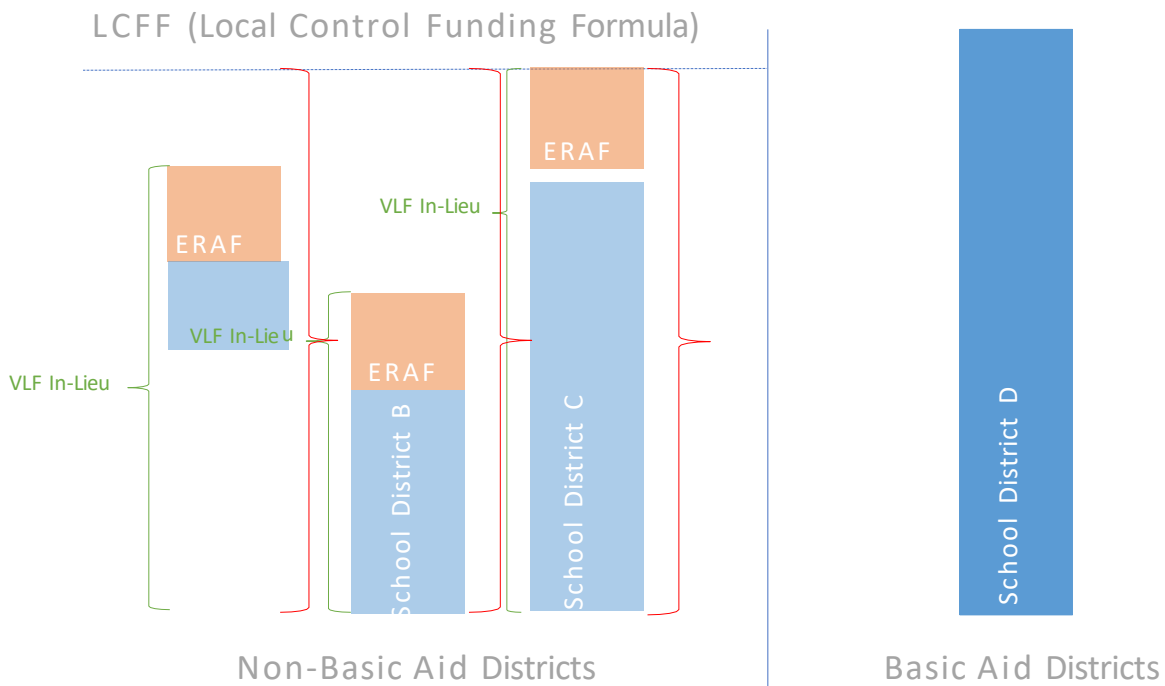 LCFF (Local Control Funding Formula)
ERAF
VLF In-Lieu
ERAF
VLF In-Lieu
VLF In-Lieu
ERAF
School District B
School District C
School District D
Non-Basic Aid Districts
Basic Aid Districts